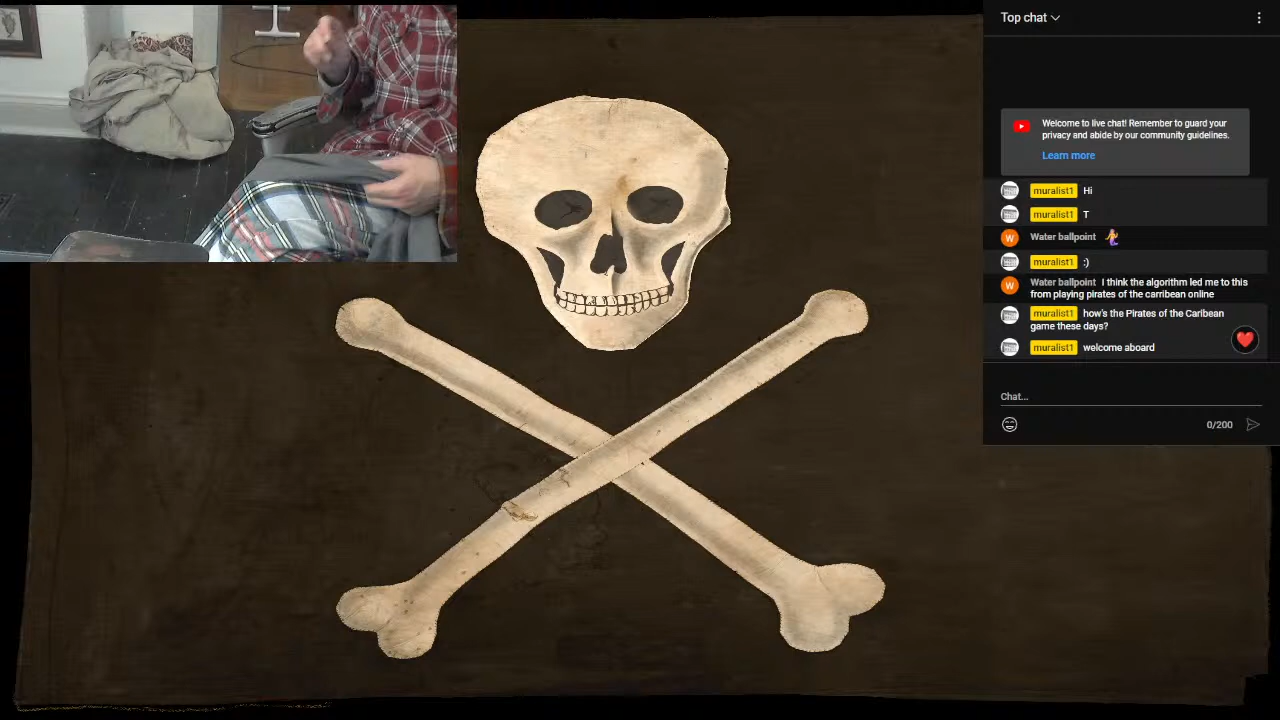 Top chat
Welcome to live chat! Remember to guard your
privacy and abide by our community guidelines.
Learn more
muralist1 Hi
muralist1 T
Water ballpoint
muralist1 :)
Water ballpoint I think the algorithm led me to this
from playing pirates of the carribean online
muralist1 how's the Pirates of the Caribean
game these days?
muralist1 welcome aboard
Chat...
0/200